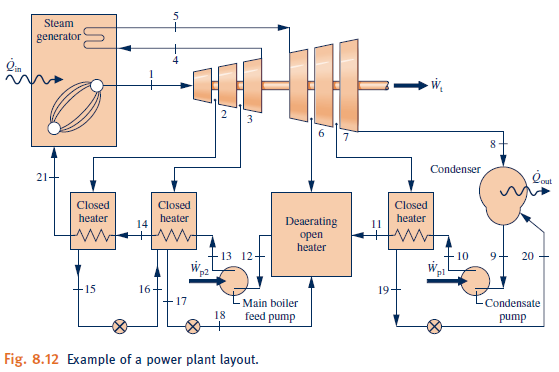 Steam
generator
Q̇in
5
4
1
2
3
6
7
Ẇt
8
Condenser
Q̇out
21
Closed
heater
14
Closed
heater
Deaerating
open
heater
11
Closed
heater
13
12
10
9
20
Ẇp2
Ẇp1
15
16
17
18
19
Main boiler
feed pump
Condensate
pump
Fig. 8.12 Example of a power plant layout.